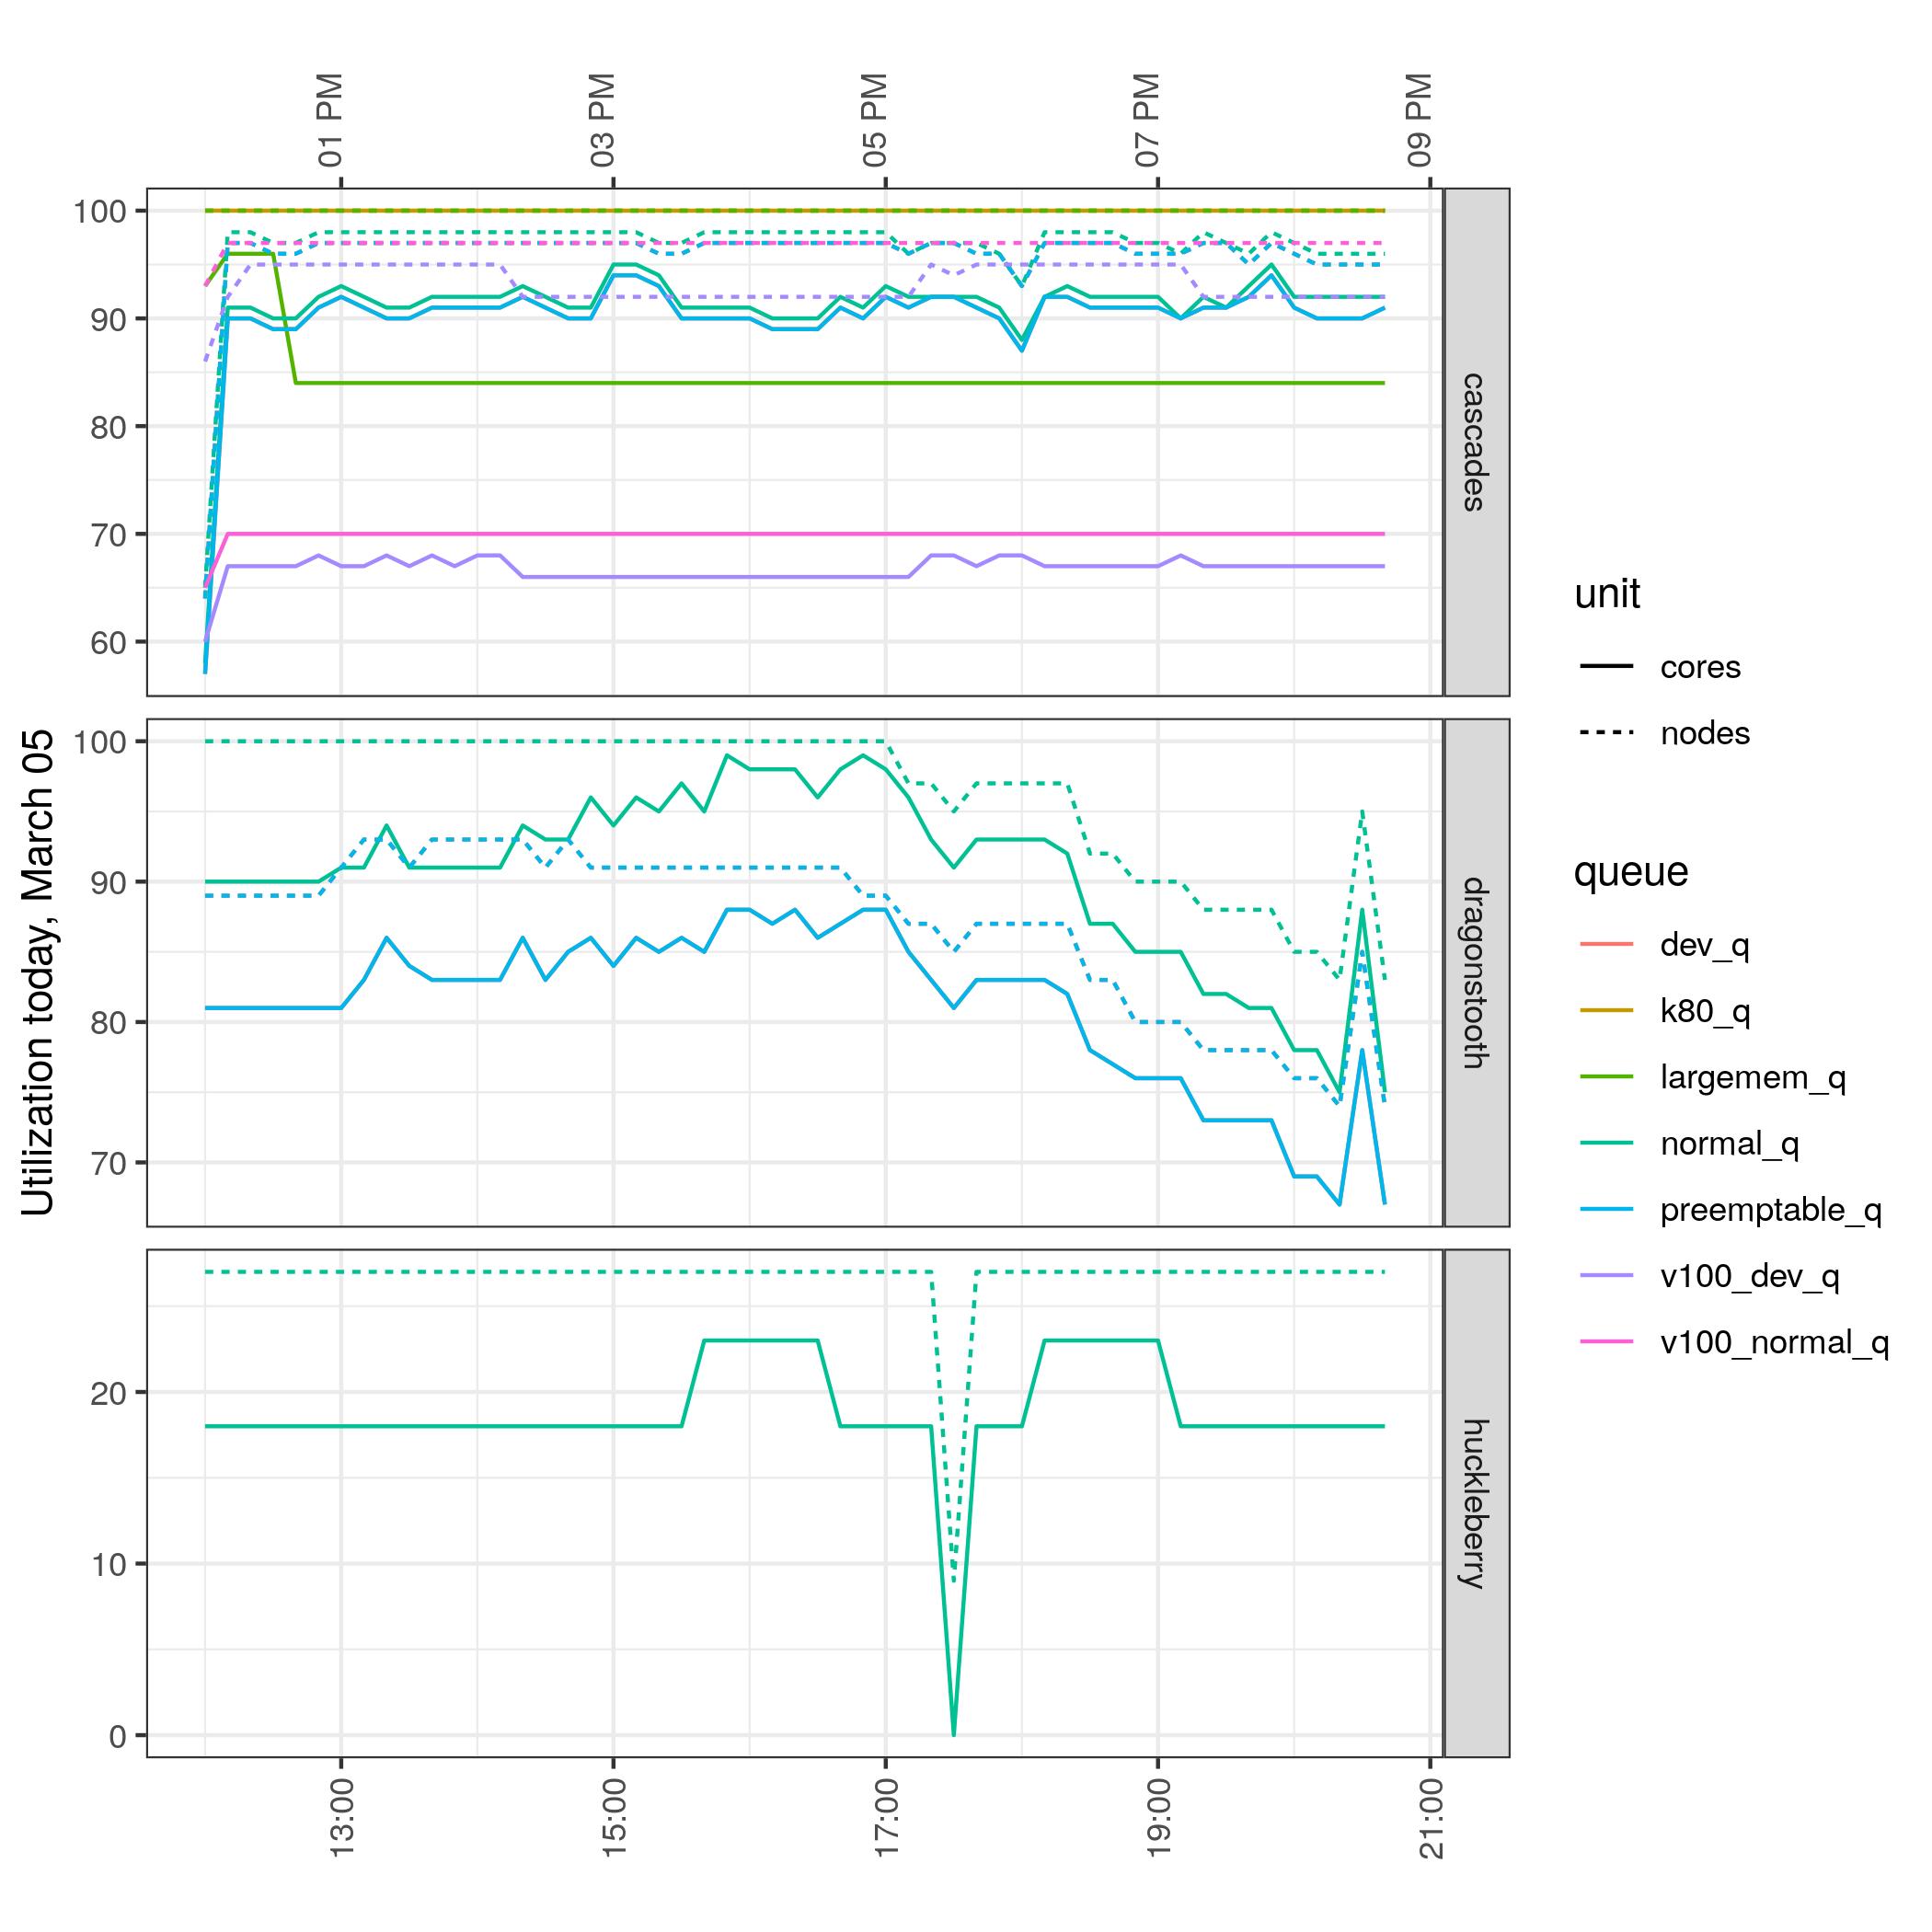 01 PM
03 PM
05 PM
07 PM
09 PM
Utilization today, March 05
100
90
80
70
60
cascades
100
90
80
70
dragonstooth
20
10
0
huckleberry
13:00
15:00
17:00
19:00
21:00
unit
cores
nodes
queue
dev_q
k80_q
largemem_q
normal_q
preemptable_q
v100_dev_q
v100_normal_q